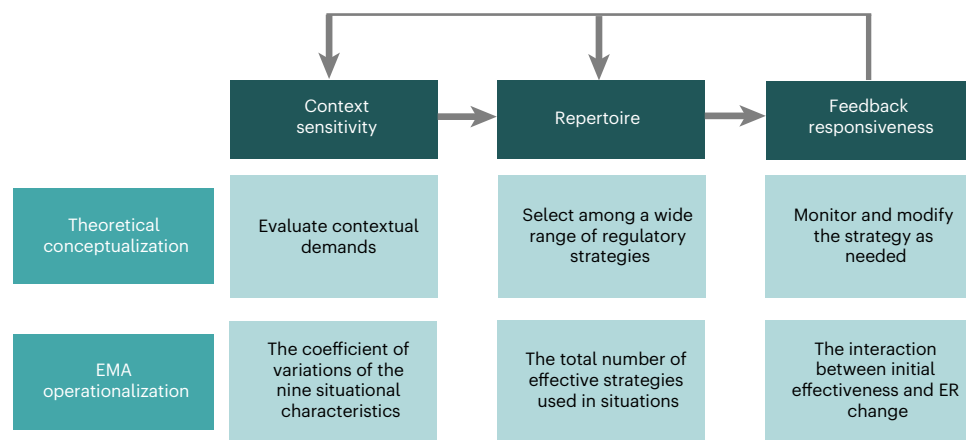 Context
sensitivity
Repertoire
Feedback
responsiveness
Theoretical
conceptualization
Evaluate contextual
demands
Select among a wide
range of regulatory
strategies
Monitor and modify
the strategy as
needed
EMA
operationalization
The coefficient of
variations of the
nine situational
characteristics
The total number of
effective strategies
used in situations
The interaction
between initial
effectiveness and ER
change